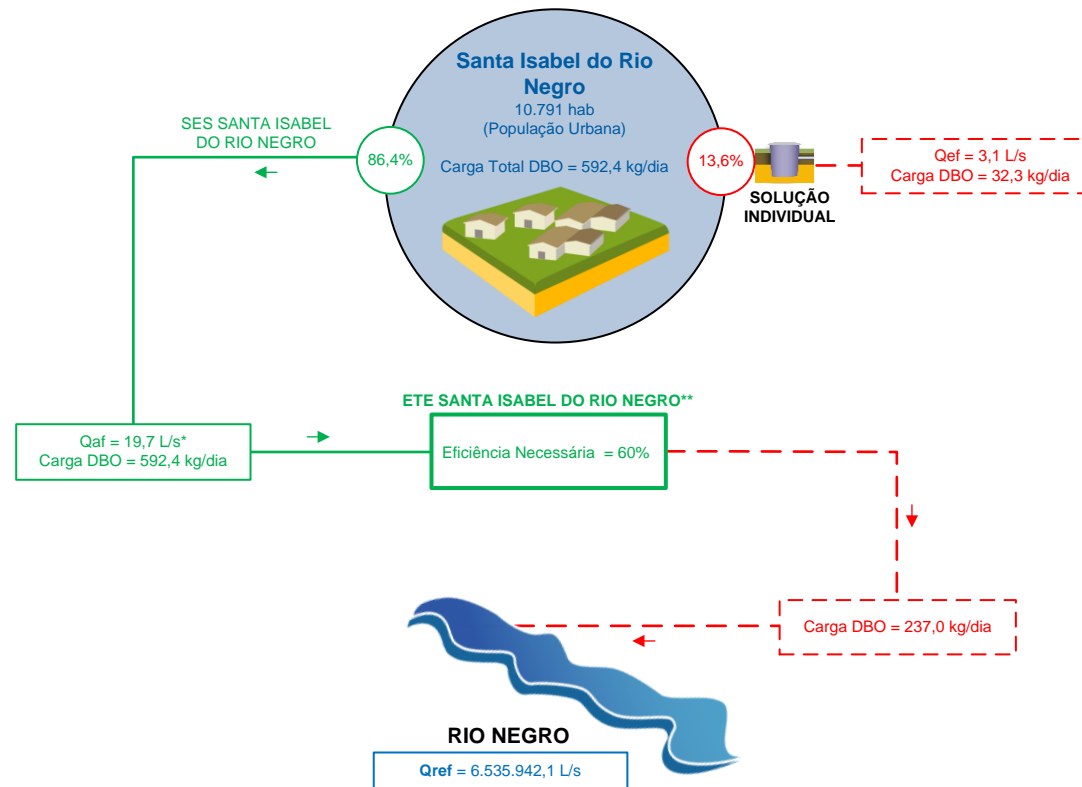 Santa Isabel do Rio
Negro
10.791 hab
(População Urbana)
Carga Total DBO = 592,4 kg/dia
SES SANTA ISABEL
DO RIO NEGRO
86,4%
13,6%
SOLUÇÃO
INDIVIDUAL
Qef = 3,1 L/s
Carga DBO = 32,3 kg/dia
ETE SANTA ISABEL DO RIO NEGRO**
Qaf = 19,7 L/s*
Carga DBO = 592,4 kg/dia
Eficiência Necessária = 60%
Carga DBO = 237,0 kg/dia
RIO NEGRO
Qref = 6.535.942,1 L/s